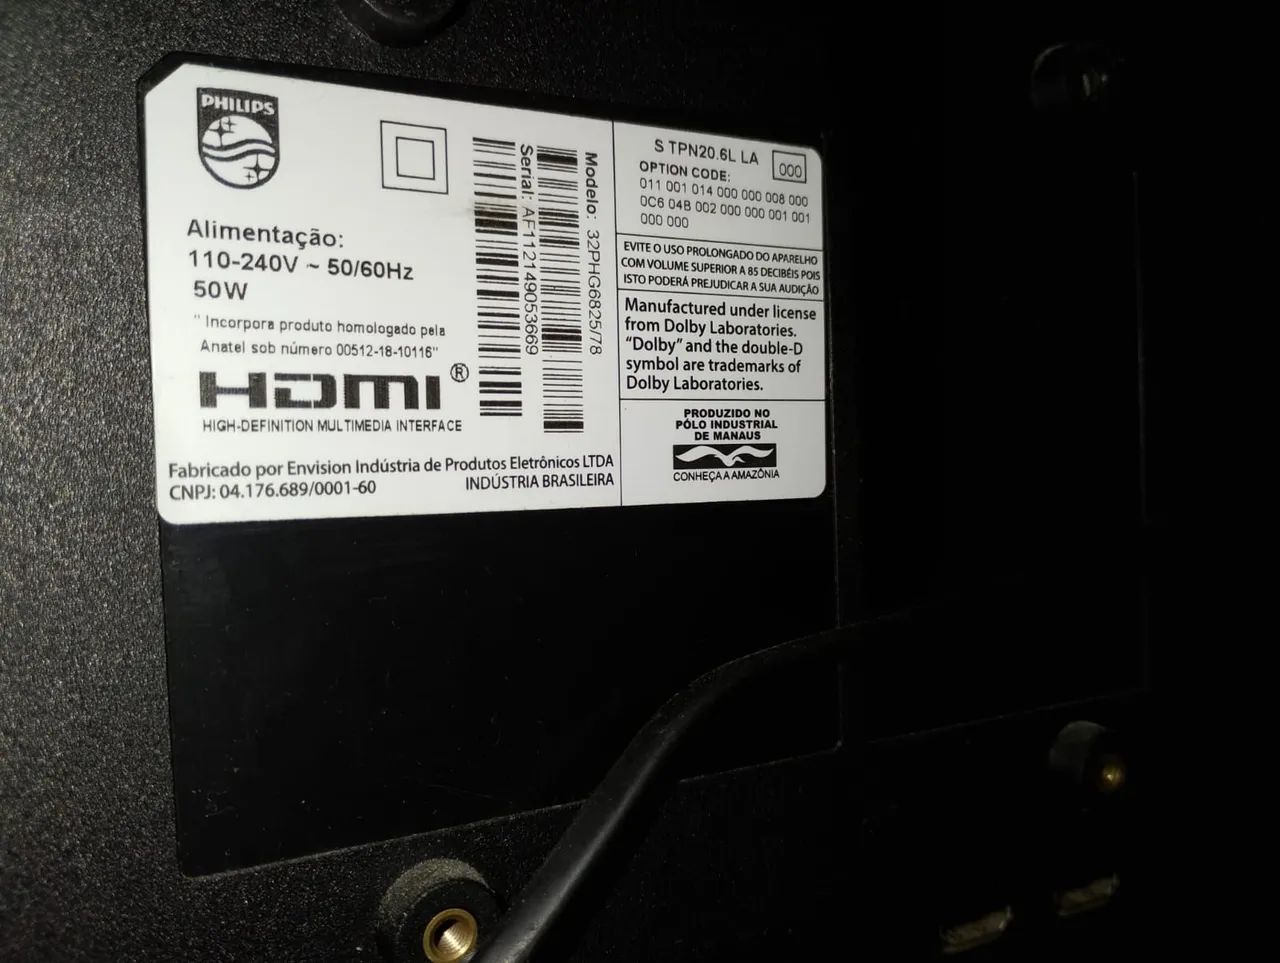 PHILIPS
Alimentação:
110-240V ~ 50/60Hz
50W
" Incorpora produto homologado pela
Anatel sob número 00512-18-10116"
HDMI®
HIGH-DEFINITION MULTIMEDIA INTERFACE
Fabricado por Envision Indústria de Produtos Eletrônicos LTDA
CNPJ: 04.176.689/0001-60
INDÚSTRIA BRASILEIRA
Serial: AF112149053669
Modelo: 32PHG6825/78
S TPN20.6L LA 000
OPTION CODE:
011 001 014 000 000 008 000
0C6 04B 002 000 000 001 001
000 000
EVITE O USO PROLONGADO DO APARELHO
COM VOLUME SUPERIOR A 85 DECIBÉIS POIS
ISTO PODERÁ PREJUDICAR A SUA AUDIÇÃO
Manufactured under license
from Dolby Laboratories.
“Dolby” and the double-D
symbol are trademarks of
Dolby Laboratories.
PRODUZIDO NO
PÓLO INDUSTRIAL
DE MANAUS
CONHEÇA A AMAZÔNIA